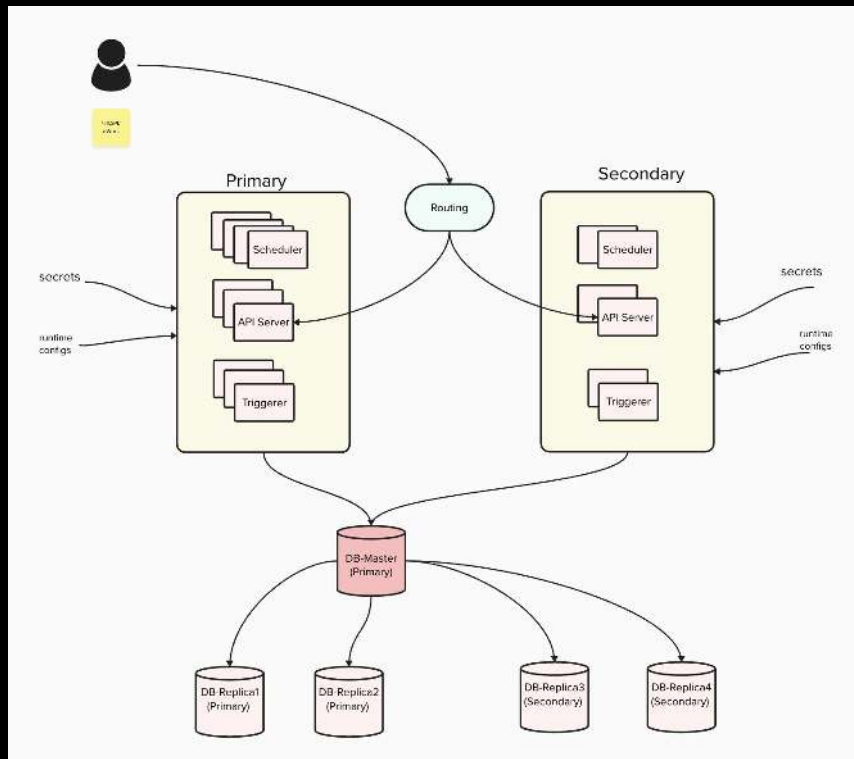 Primary
Secondary
Routing
Scheduler
Scheduler
secrets
secrets
API Server
API Server
runtime
configs
runtime
configs
Triggerer
Triggerer
DB-Master
(Primary)
DB-Replica1
(Primary)
DB-Replica2
(Primary)
DB-Replica3
(Secondary)
DB-Replica4
(Secondary)